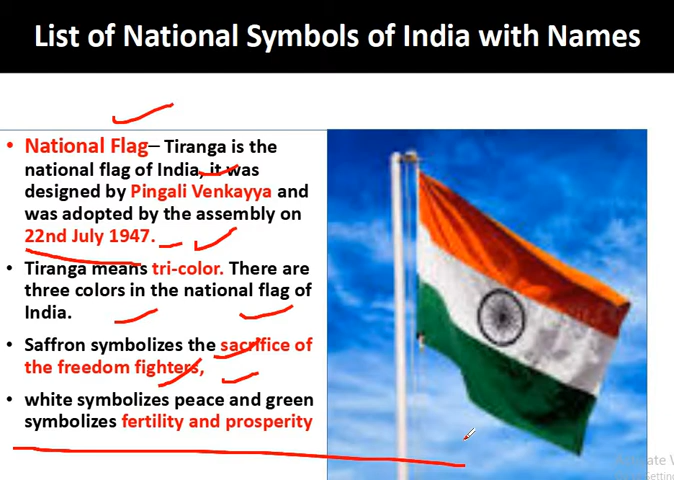 List of National Symbols of India with Names
• National Flag– Tiranga is the
national flag of India, it was
designed by Pingali Venkayya and
was adopted by the assembly on
22nd July 1947.
• Tiranga means tri-color. There are
three colors in the national flag of
India.
• Saffron symbolizes the sacrifice of
the freedom fighters,
• white symbolizes peace and green
symbolizes fertility and prosperity